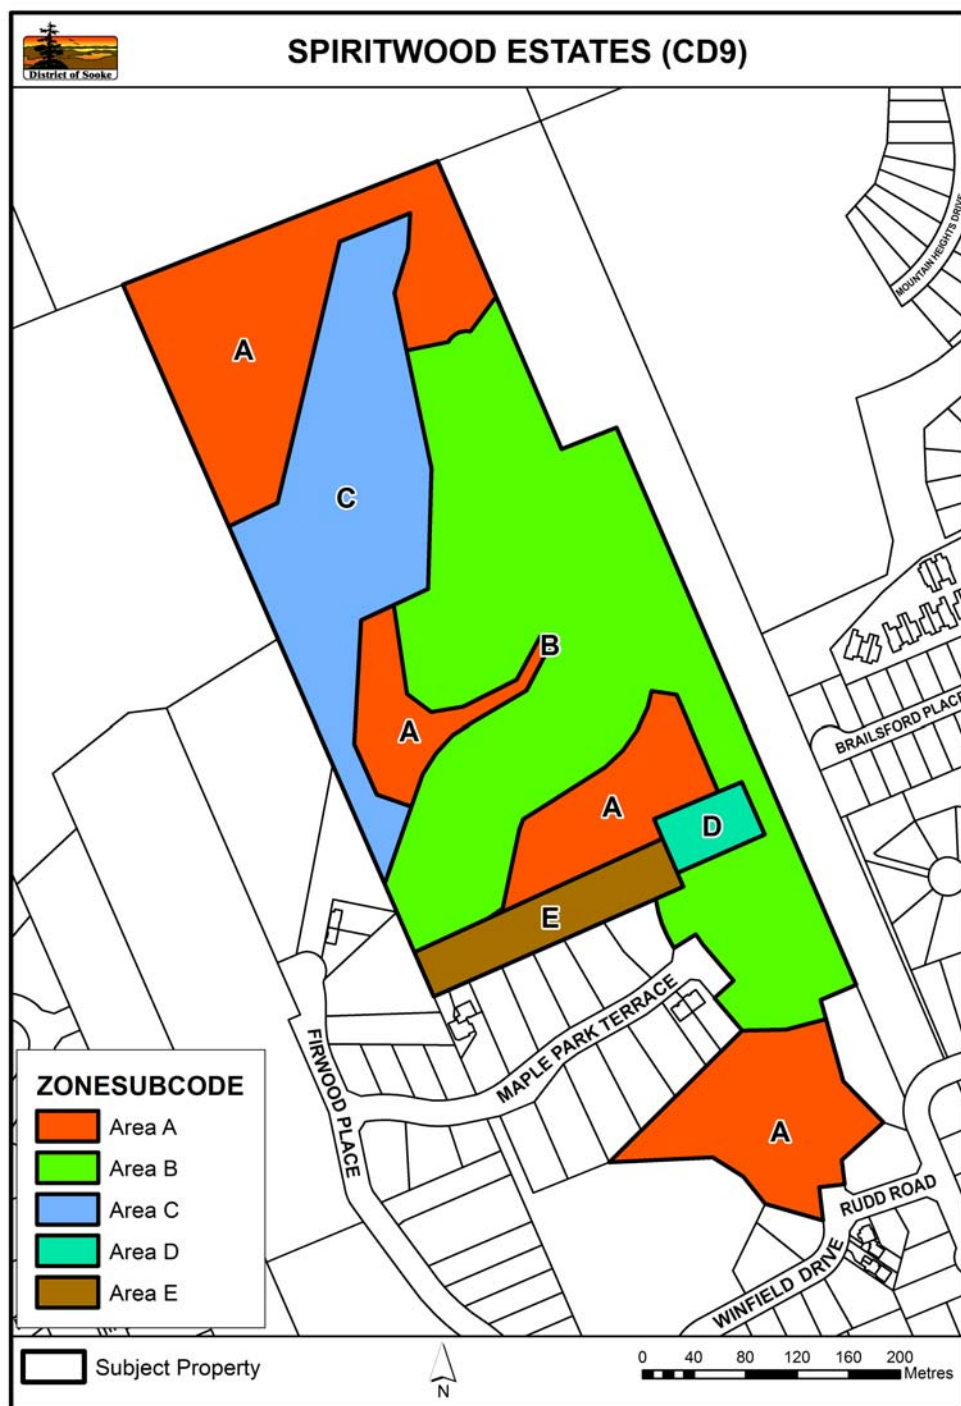 District of Sooke
SPIRITWOOD ESTATES (CD9)
MOUNTAIN HEIGHTS DRIVE
A
C
B
BRAILSFORD PLACE
A
A
D
E
MAPLE PARK TERRACE
FIRWOOD PLACE
A
RUDD ROAD
WINFIELD DRIVE
ZONESUBCODE
Area A
Area B
Area C
Area D
Area E
Subject Property
N
0 40 80 120 160 200
Metres